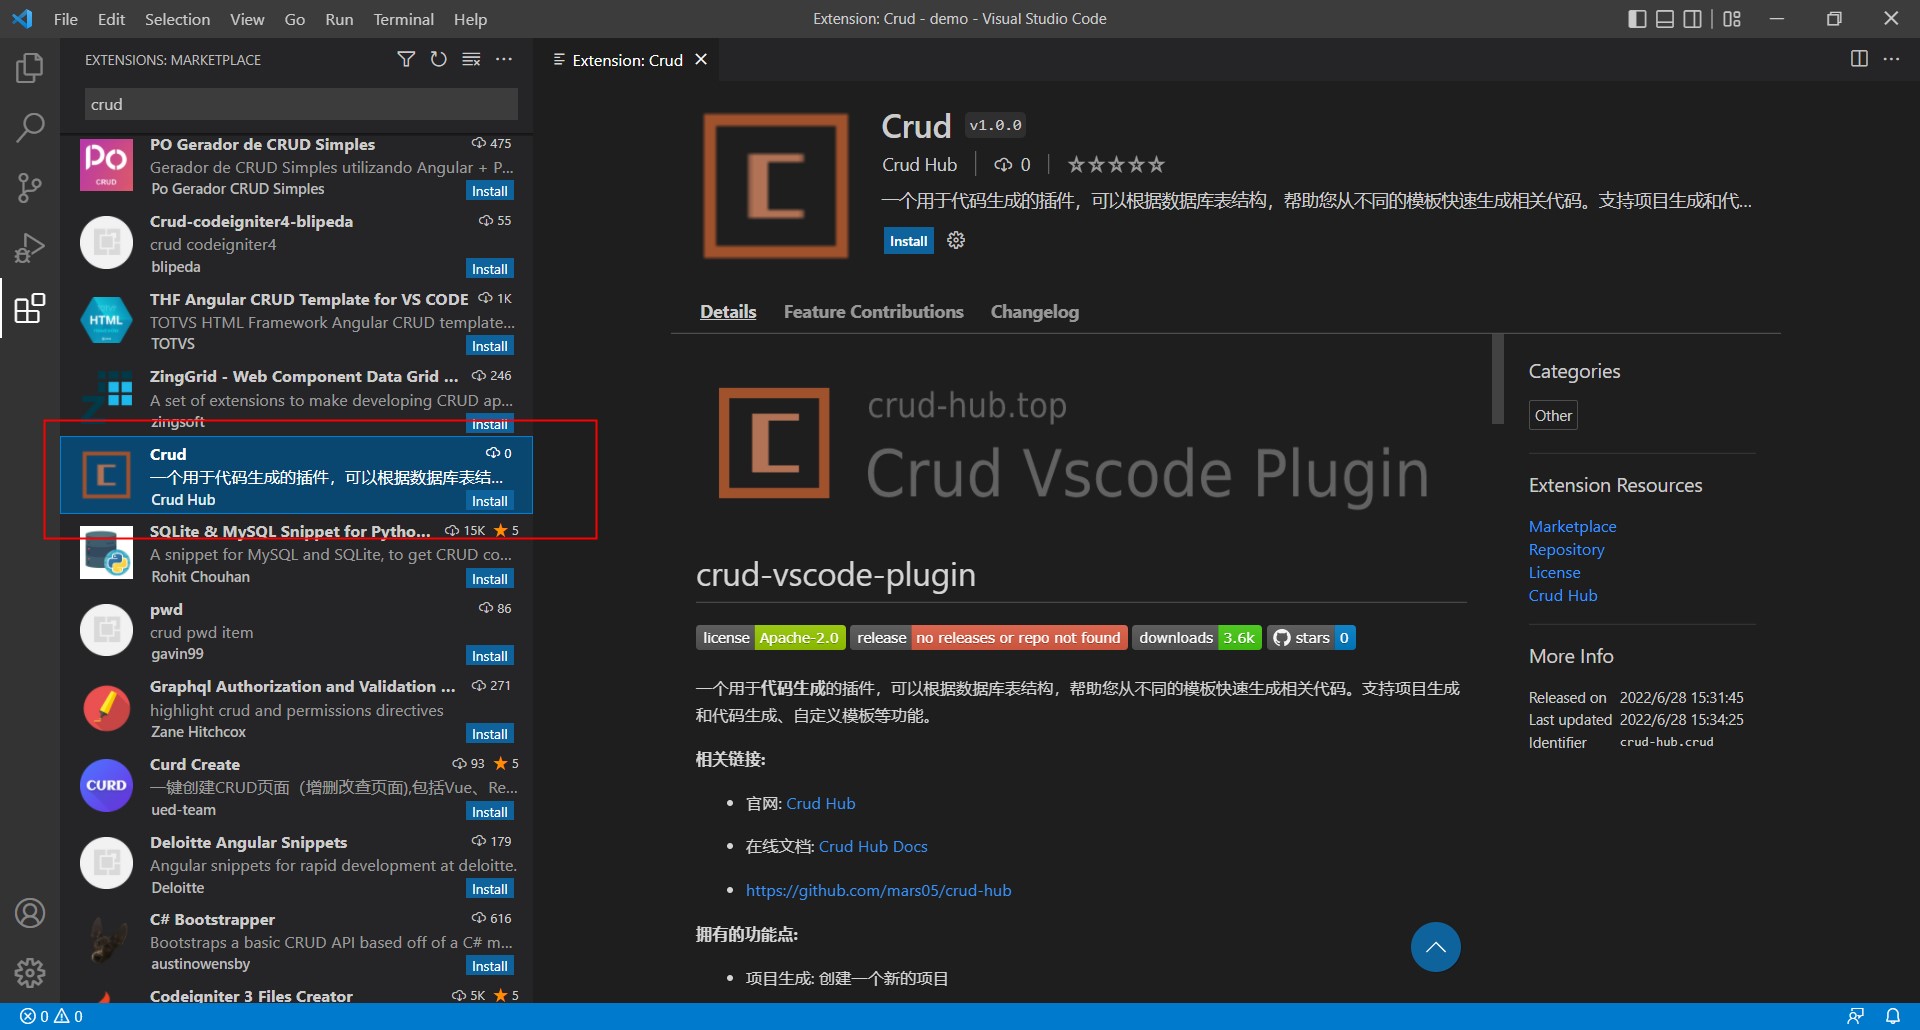 File Edit Selection View Go Run Terminal Help
Extension: Crud - demo - Visual Studio Code
EXTENSIONS: MARKETPLACE
crud
PO Gerador de CRUD Simples 475
Gerador de CRUD Simples utilizando Angular + P...
Po Gerador CRUD Simples Install
PO
CRUD
Crud-codeigniter4-blipeda 55
crud codeigniter4
blipeda Install
THF Angular CRUD Template for VS CODE 1K
TOTVS HTML Framework Angular CRUD template...
TOTVS Install
HTML
ZingGrid - Web Component Data Grid ... 246
A set of extensions to make developing CRUD ap...
zingsoft Install
Crud 0
一个用于代码生成的插件，可以根据数据库表结...
Crud Hub Install
SQLite & MySQL Snippet for Pytho... 15K 5
A snippet for MySQL and SQLite, to get CRUD co...
Rohit Chouhan Install
pwd 86
crud pwd item
gavin99 Install
Graphql Authorization and Validation ... 271
highlight crud and permissions directives
Zane Hitchcox Install
Curd Create 93 5
一键创建CRUD页面（增删改查页面),包括Vue、Re...
ued-team Install
CURD
Deloitte Angular Snippets 179
Angular snippets for rapid development at deloitte.
Deloitte Install
C# Bootstrapper 616
Bootstraps a basic CRUD API based off of a C# m...
austinowensby Install
Codeigniter 3 Files Creator 5K 5
Extension: Crud
Crud v1.0.0
Crud Hub 0
一个用于代码生成的插件，可以根据数据库表结构，帮助您从不同的模板快速生成相关代码。支持项目生成和代...
Install
Details Feature Contributions Changelog
crud-hub.top
Crud Vscode Plugin
crud-vscode-plugin
license Apache-2.0 release no releases or repo not found downloads 3.6k stars 0
一个用于代码生成的插件，可以根据数据库表结构，帮助您从不同的模板快速生成相关代码。支持项目生成
和代码生成、自定义模板等功能。
相关链接:
官网: Crud Hub
在线文档: Crud Hub Docs
https://github.com/mars05/crud-hub
拥有的功能点:
项目生成: 创建一个新的项目
Categories
Other
Extension Resources
Marketplace
Repository
License
Crud Hub
More Info
Released on 2022/6/28 15:31:45
Last updated 2022/6/28 15:34:25
Identifier crud-hub.crud
0 0